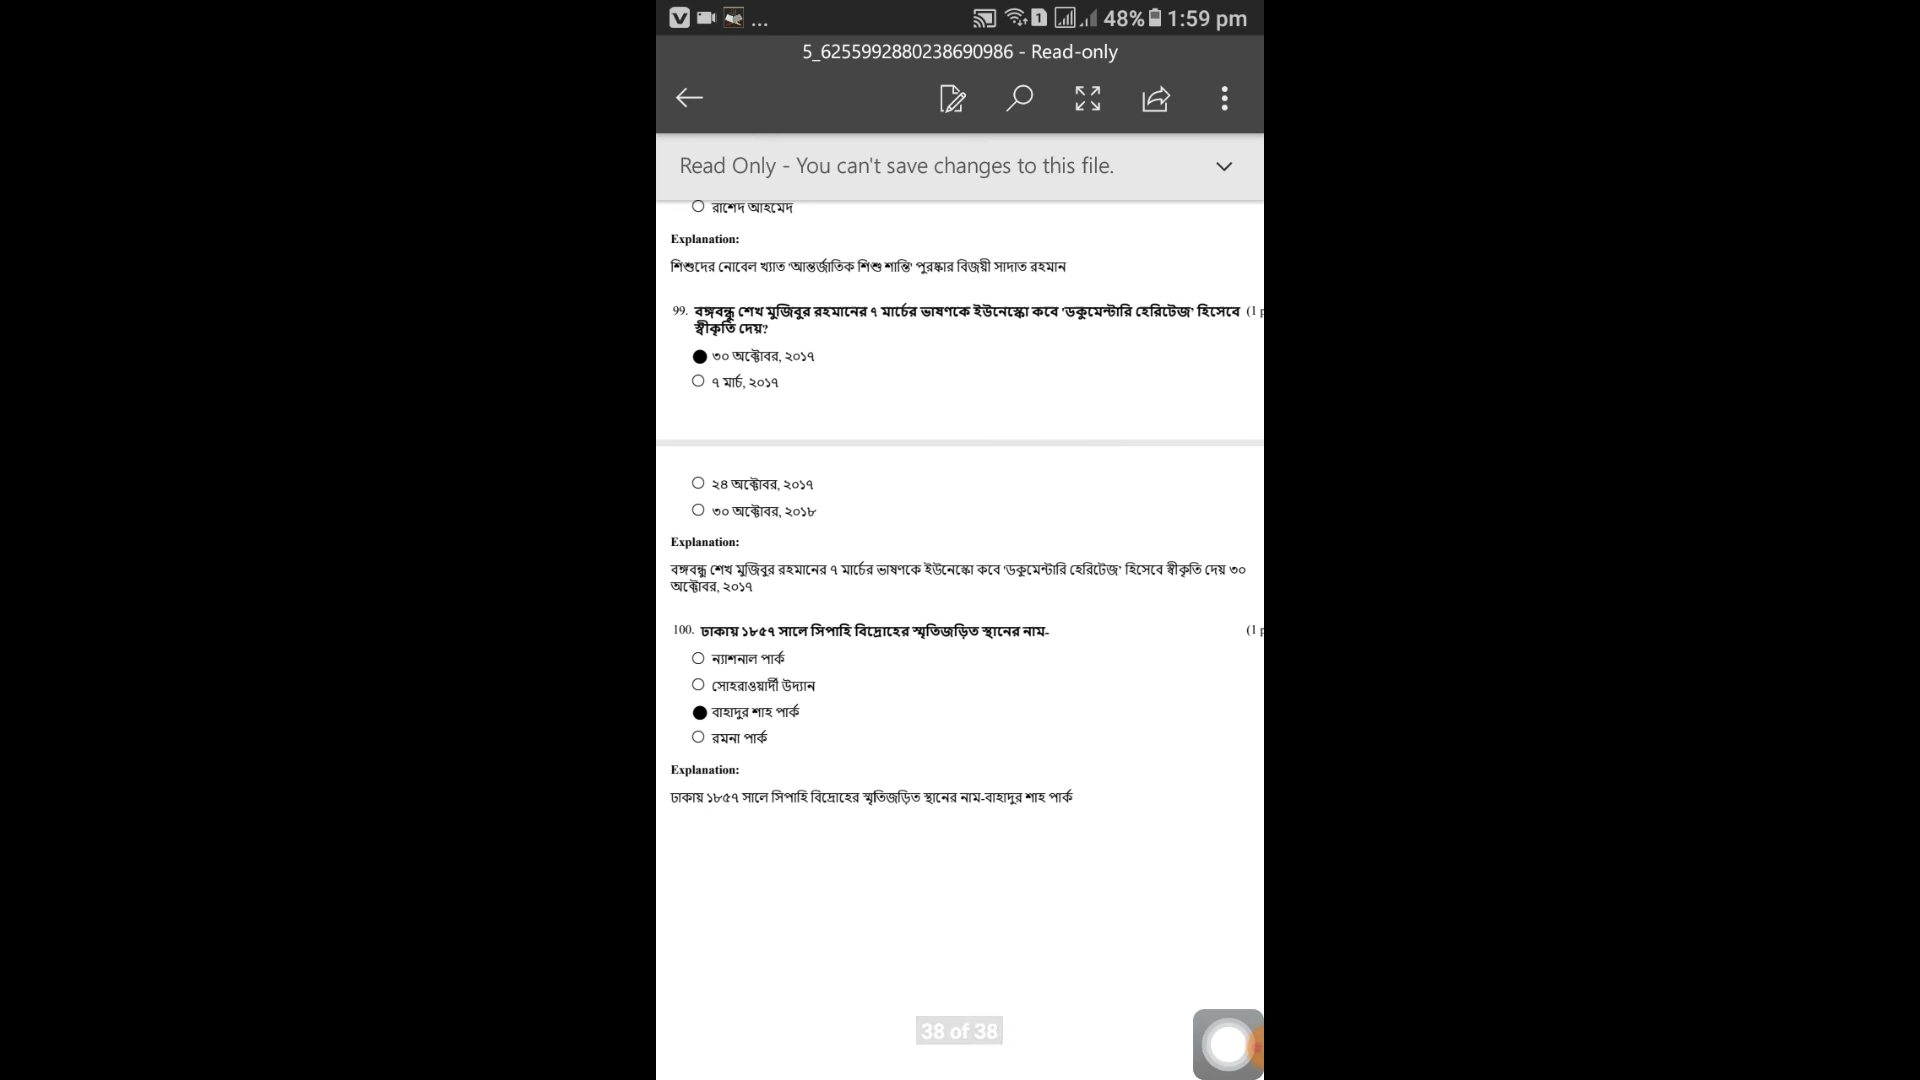 ...
48% 1:59 pm
5_6255992880238690986 - Read-only
Read Only - You can't save changes to this file.
রাশেদ আহমেদ
Explanation:
শিশুদের নোবেল খ্যাত 'আন্তর্জাতিক শিশু শান্তি' পুরষ্কার বিজয়ী সাদাত রহমান
99. বঙ্গবন্ধু শেখ মুজিবুর রহমানের ৭ মার্চের ভাষণকে ইউনেস্কো কবে 'ডকুমেন্টারি হেরিটেজ' হিসেবে (1 p
স্বীকৃতি দেয়?
৩০ অক্টোবর, ২০১৭
৭ মার্চ, ২০১৭
২৪ অক্টোবর, ২০১৭
৩০ অক্টোবর, ২০১৮
Explanation:
বঙ্গবন্ধু শেখ মুজিবুর রহমানের ৭ মার্চের ভাষণকে ইউনেস্কো কবে 'ডকুমেন্টারি হেরিটেজ' হিসেবে স্বীকৃতি দেয় ৩০
অক্টোবর, ২০১৭
100. ঢাকায় ১৮৫৭ সালে সিপাহি বিদ্রোহের স্মৃতিজড়িত স্থানের নাম- (1 p
ন্যাশনাল পার্ক
সোহরাওয়ার্দী উদ্যান
বাহাদুর শাহ পার্ক
রমনা পার্ক
Explanation:
ঢাকায় ১৮৫৭ সালে সিপাহি বিদ্রোহের স্মৃতিজড়িত স্থানের নাম-বাহাদুর শাহ পার্ক
38 of 38